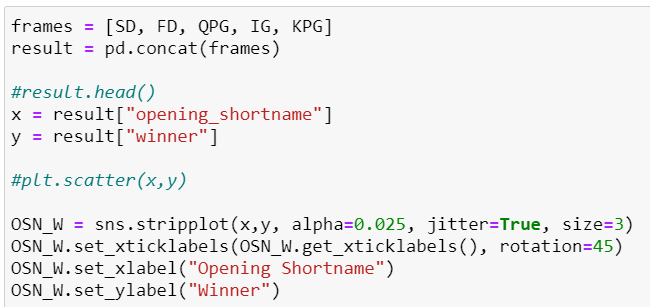 frames = [SD, FD, QPG, IG, KPG]
result = pd.concat(frames)
#result.head()
x = result["opening_shortname"]
y = result["winner"]
#plt.scatter(x,y)
OSN_W = sns.stripplot(x,y, alpha=0.025, jitter=True, size=3)
OSN_W.set_xticklabels(OSN_W.get_xticklabels(), rotation=45)
OSN_W.set_xlabel("Opening Shortname")
OSN_W.set_ylabel("Winner")